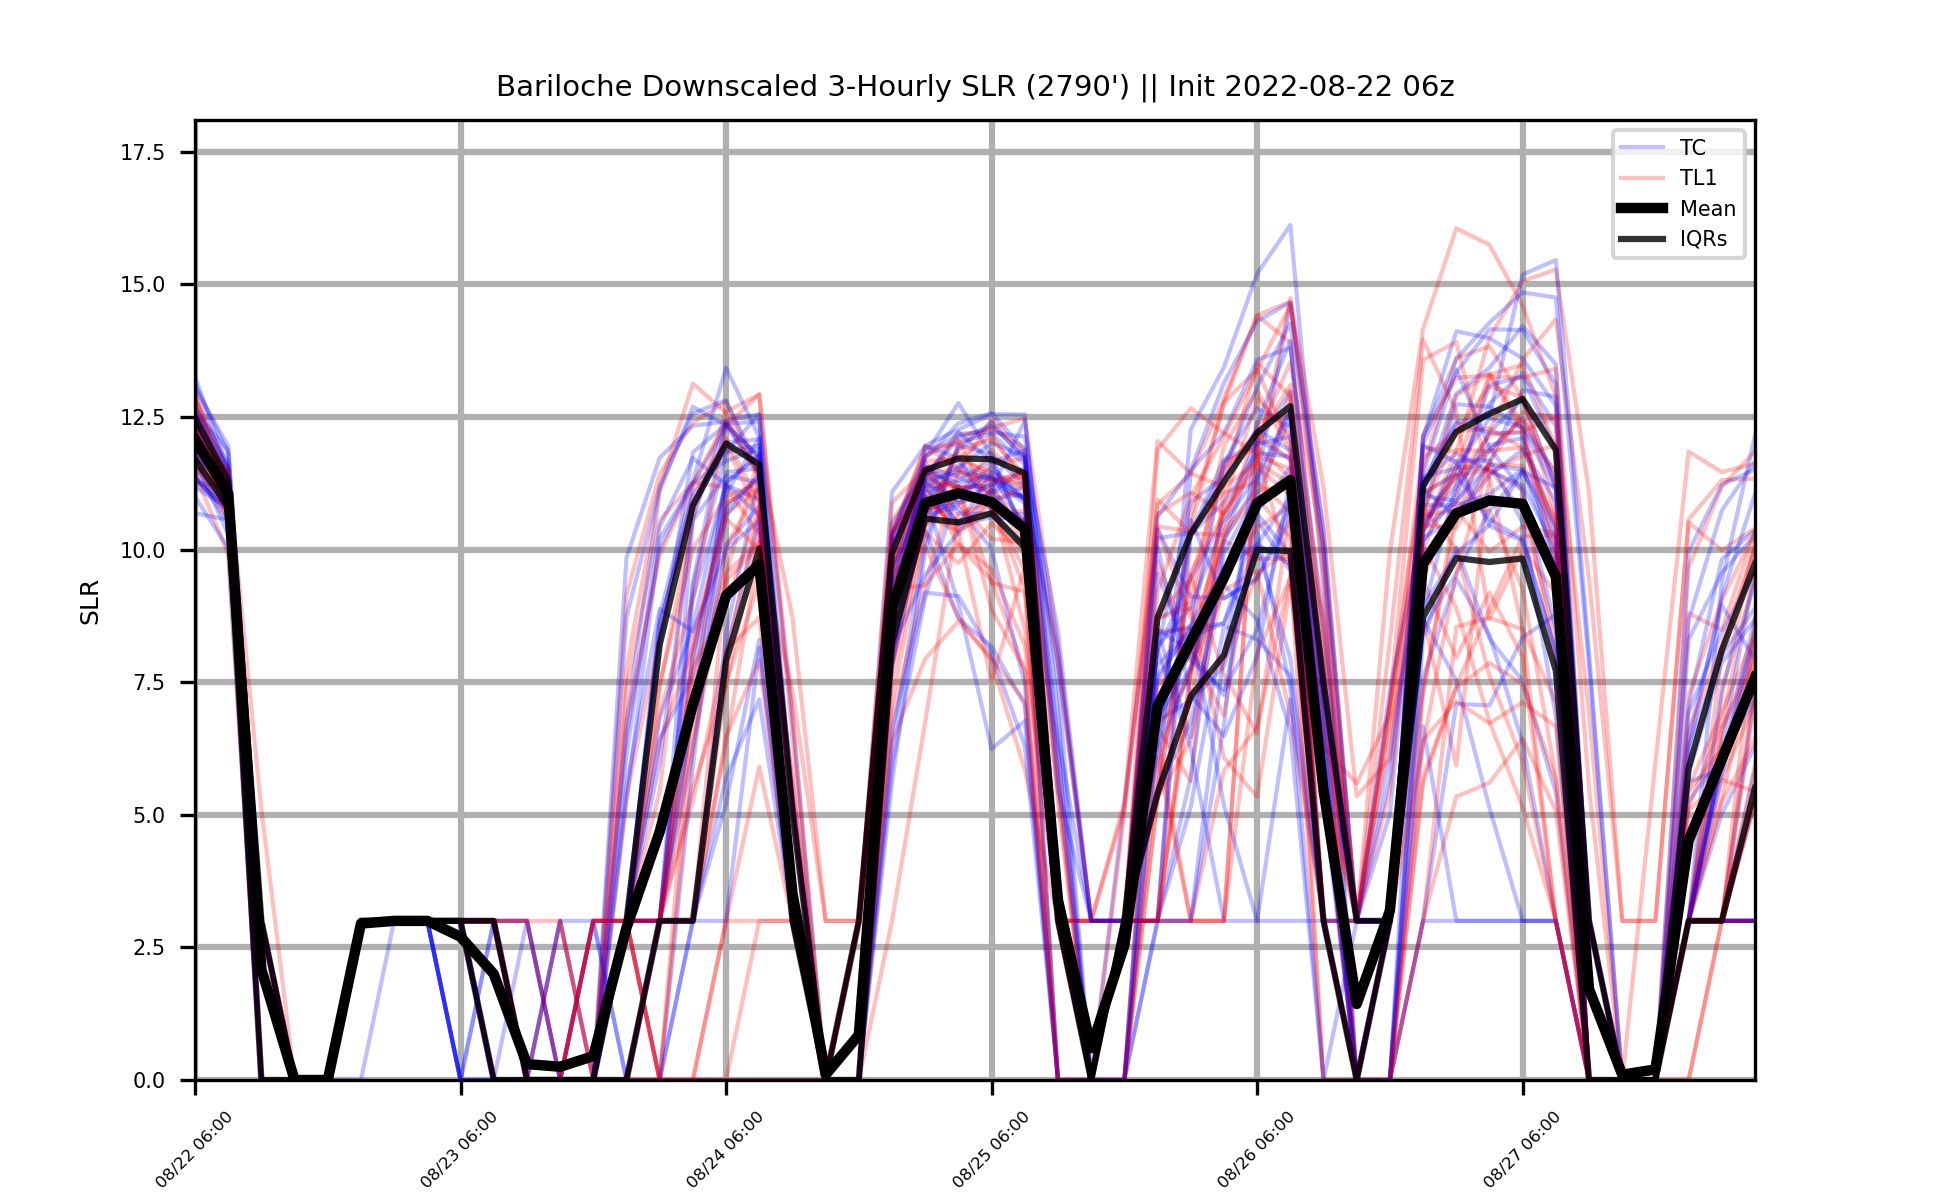 Bariloche Downscaled 3-Hourly SLR (2790') || Init 2022-08-22 06z
TC
TL1
Mean
IQRs
SLR
17.5
15.0
12.5
10.0
7.5
5.0
2.5
0.0
08/22 06:00
08/23 06:00
08/24 06:00
08/25 06:00
08/26 06:00
08/27 06:00